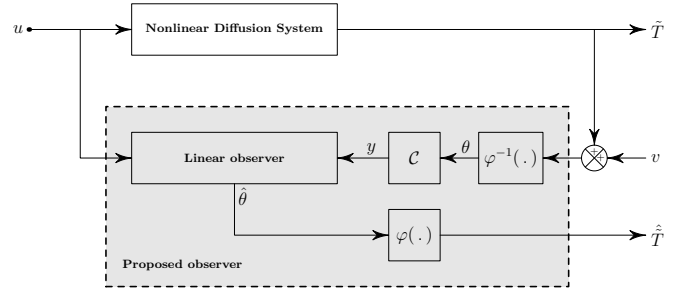 u
Nonlinear Diffusion System
T̃
Linear observer
y
𝒞
θ
φ⁻¹( . )
+
+
v
θ̂
φ( . )
T̃̂
Proposed observer